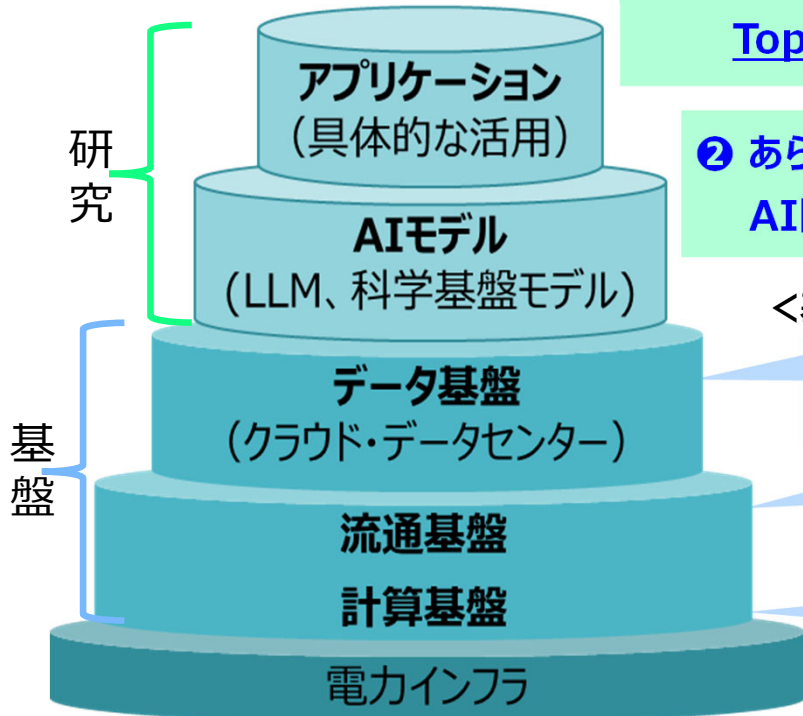 Top
アプリケーション
（具体的な活用）
研究
❷ あら
AI
AIモデル
(LLM、科学基盤モデル)
<
データ基盤
（クラウド・データセンター）
基盤
流通基盤
計算基盤
電力インフラ